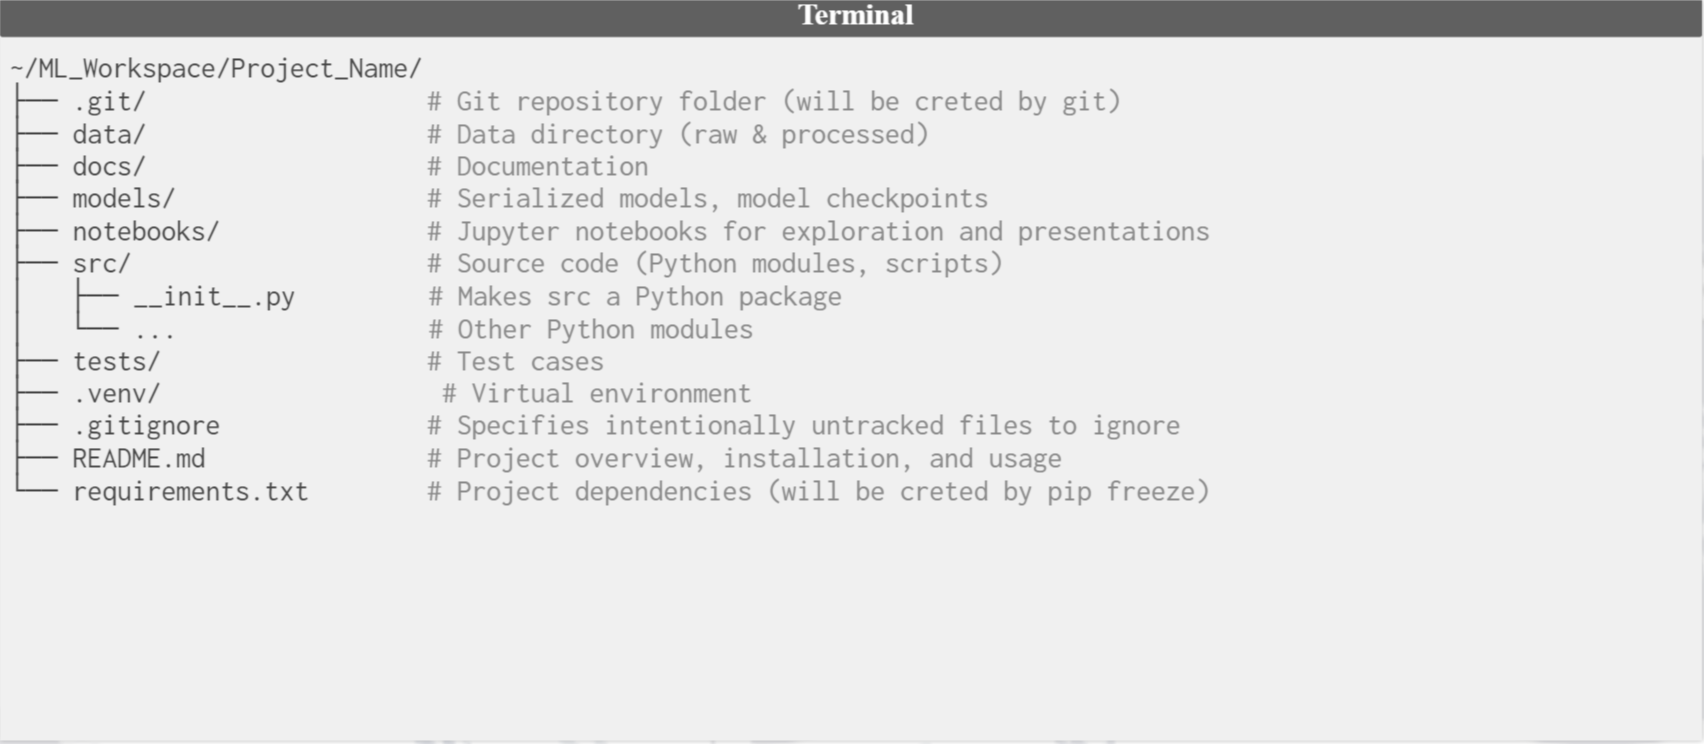 Terminal
~/ML_Workspace/Project_Name/
├── .git/                   # Git repository folder (will be creted by git)
├── data/                   # Data directory (raw & processed)
├── docs/                   # Documentation
├── models/                 # Serialized models, model checkpoints
├── notebooks/              # Jupyter notebooks for exploration and presentations
├── src/                    # Source code (Python modules, scripts)
│   ├── __init__.py         # Makes src a Python package
│   └── ...                 # Other Python modules
├── tests/                  # Test cases
├── .venv/                   # Virtual environment
├── .gitignore              # Specifies intentionally untracked files to ignore
├── README.md               # Project overview, installation, and usage
└── requirements.txt        # Project dependencies (will be creted by pip freeze)